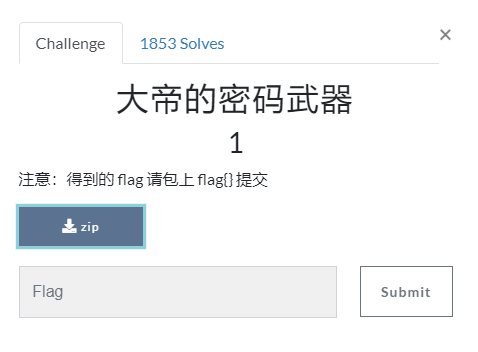 Challenge
1853 Solves
×
大帝的密码武器
1
注意：得到的 flag 请包上 flag{} 提交
zip
Flag
Submit